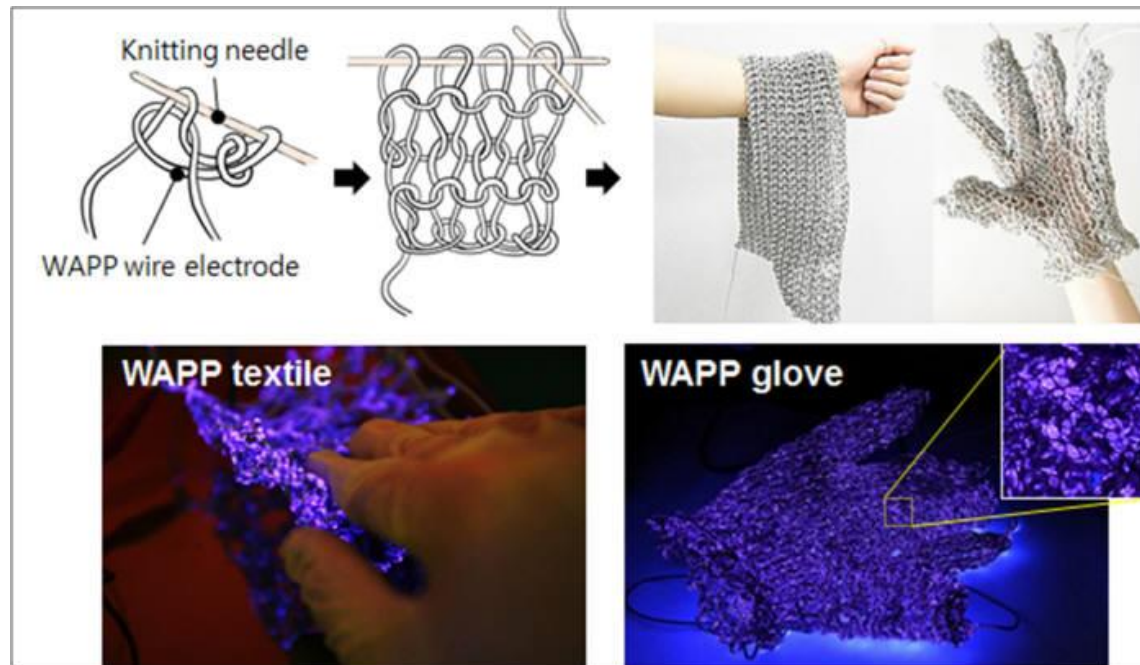 Knitting needle
WAPP wire electrode
WAPP textile
WAPP glove